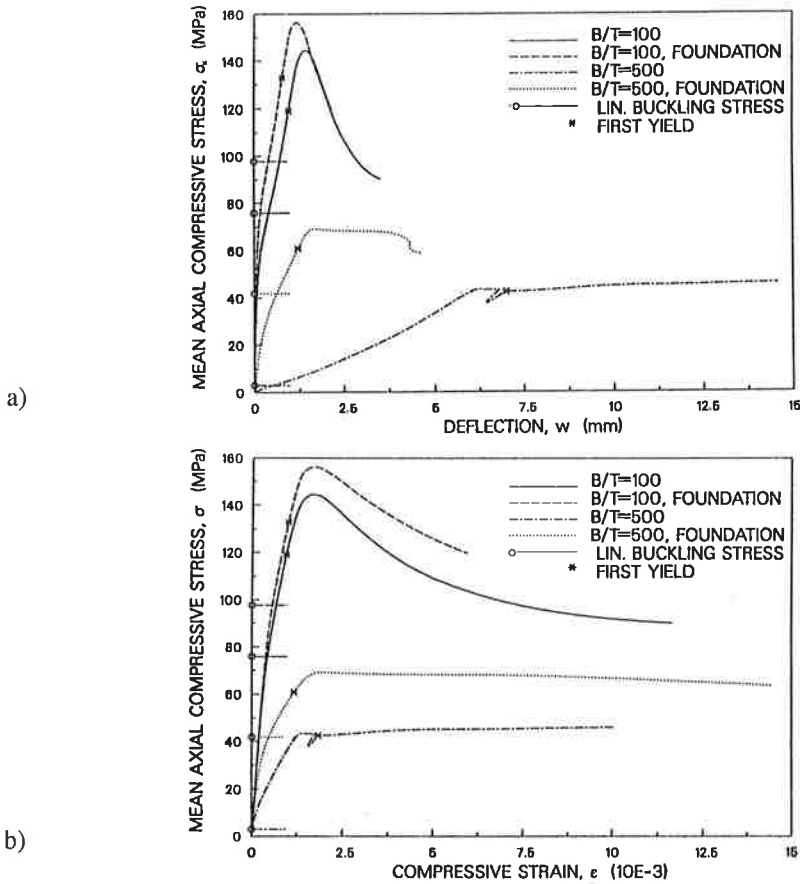 a)
MEAN AXIAL COMPRESSIVE STRESS, σ, (MPa)
160
140
120
100
80
60
40
20
0
B/T=100
B/T=100, FOUNDATION
B/T=500
B/T=500, FOUNDATION
LIN. BUCKLING STRESS
FIRST YIELD
0 2.5 5 7.5 10 12.5 15
DEFLECTION, w (mm)
b)
MEAN AXIAL COMPRESSIVE STRESS, σ (MPa)
160
140
120
100
80
60
40
20
0
B/T=100
B/T=100, FOUNDATION
B/T=500
B/T=500, FOUNDATION
LIN. BUCKLING STRESS
FIRST YIELD
0 2.5 5 7.5 10 12.5 15
COMPRESSIVE STRAIN, ε (10E-3)